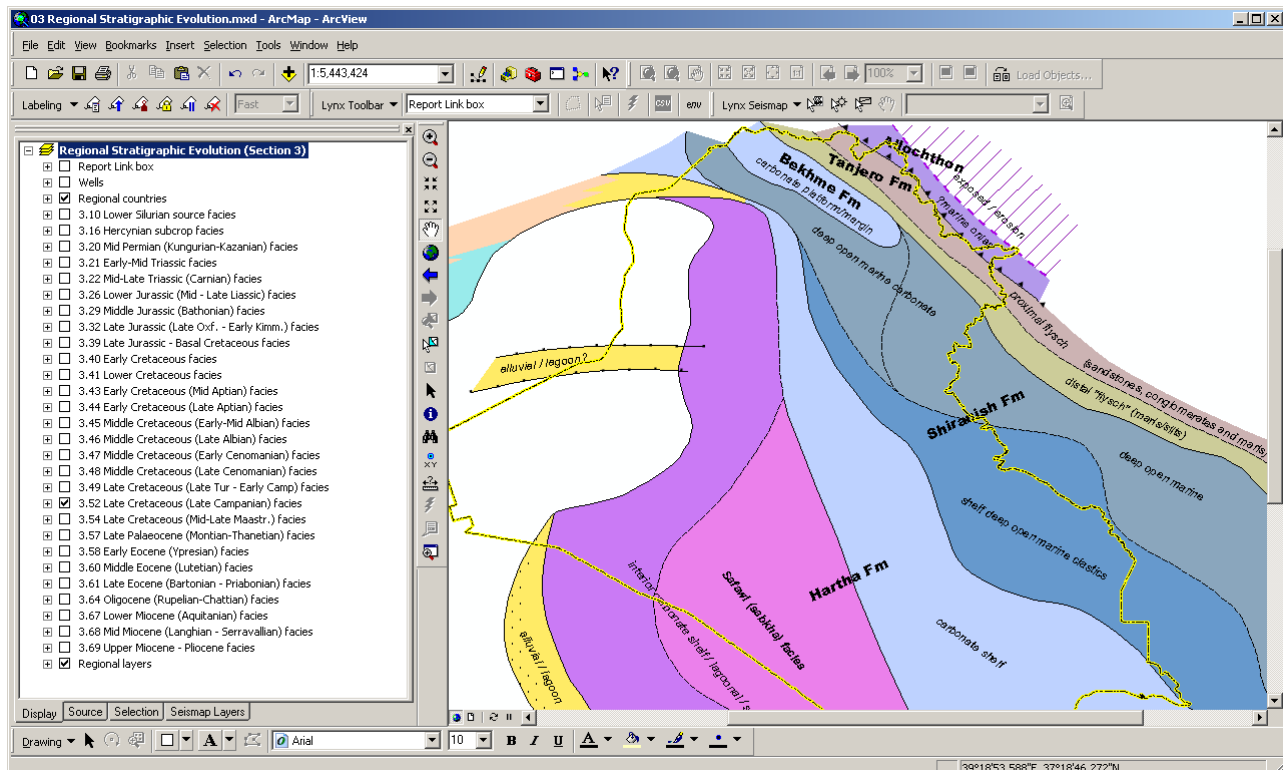 03 Regional Stratigraphic Evolution.mxd - ArcMap - ArcView
File Edit View Bookmarks Insert Selection Tools Window Help
1:5,443,424
100%
Load Objects...
Labeling
Fast
Lynx Toolbar
Report Link box
CSV
env
Lynx Seismap
Regional Stratigraphic Evolution (Section 3)
Report Link box
Wells
Regional countries
3.10 Lower Silurian source facies
3.16 Hercynian subcrop facies
3.20 Mid Permian (Kungurian-Kazanian) facies
3.21 Early-Mid Triassic facies
3.22 Mid-Late Triassic (Carnian) facies
3.26 Lower Jurassic (Mid - Late Liassic) facies
3.29 Middle Jurassic (Bathonian) facies
3.32 Late Jurassic (Late Oxf. - Early Kimm.) facies
3.39 Late Jurassic - Basal Cretaceous facies
3.40 Early Cretaceous facies
3.41 Lower Cretaceous facies
3.43 Early Cretaceous (Mid Aptian) facies
3.44 Early Cretaceous (Late Aptian) facies
3.45 Middle Cretaceous (Early-Mid Albian) facies
3.46 Middle Cretaceous (Late Albian) facies
3.47 Middle Cretaceous (Early Cenomanian) facies
3.48 Middle Cretaceous (Late Cenomanian) facies
3.49 Late Cretaceous (Late Tur - Early Camp) facies
3.52 Late Cretaceous (Late Campanian) facies
3.54 Late Cretaceous (Mid-Late Maastr.) facies
3.57 Late Palaeocene (Montian-Thanetian) facies
3.58 Early Eocene (Ypresian) facies
3.60 Middle Eocene (Lutetian) facies
3.61 Late Eocene (Bartonian - Priabonian) facies
3.64 Oligocene (Rupelian-Chattian) facies
3.67 Lower Miocene (Aquitanian) facies
3.68 Mid Miocene (Langhian - Serravallian) facies
3.69 Upper Miocene - Pliocene facies
Regional layers
Display Source Selection Seismap Layers
XY
Allochthon
exposed / erosion
Tanjero Fm
Bekhme Fm
carbonate platform/margin
deep open marine carbonate
proximal flysch
(sandstones, conglomerates and marls)
distal "flysch" (marls/silts)
alluvial / lagoon?
Shiranish Fm
deep open marine
shelf deep open marine clastics
Hartha Fm
Safawi (sabkha) facies
carbonate shelf
alluvial / lagoon
Drawing
Arial
10
B I U A
39°18'53.588"E 37°18'46.272"N